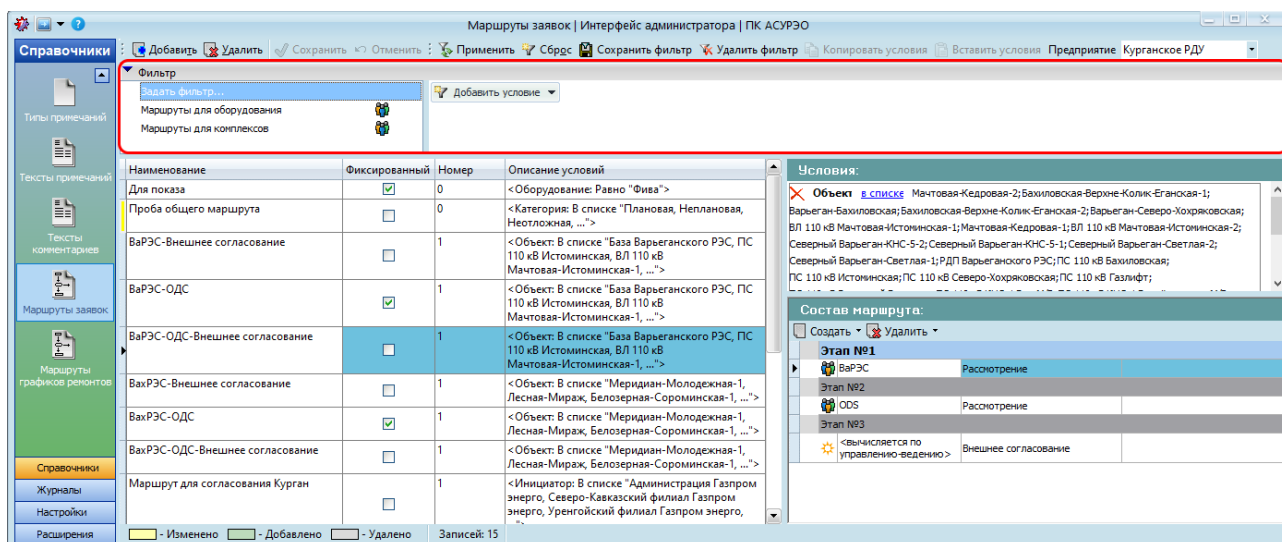 Маршруты заявок | Интерфейс администратора | ПК АСУРЭО
Справочники
Добавить Удалить Сохранить Отменить Применить Сброс Сохранить фильтр Удалить фильтр Копировать условия Вставить условия Предприятие Курганское РДУ
Типы примечаний
Тексты примечаний
Тексты
комментариев
Маршруты заявок
Маршруты
графиков ремонтов
Справочники
Журналы
Настройки
Расширения
Фильтр
Задать фильтр...
Маршруты для оборудования
Маршруты для комплексов
Добавить условие
Наименование Фиксированный Номер Описание условий
Для показа 0 <Оборудование: Равно "Фива">
Проба общего маршрута 0 <Категория: В списке "Плановая, Неплановая,
Неотложная, ...">
ВаРЭС-Внешнее согласование 1 <Объект: В списке "База Варьеганского РЭС, ПС
110 кВ Истоминская, ВЛ 110 кВ
Мачтовая-Истоминская-1, ...">
ВаРЭС-ОДС 1 <Объект: В списке "База Варьеганского РЭС, ПС
110 кВ Истоминская, ВЛ 110 кВ
Мачтовая-Истоминская-1, ...">
ВаРЭС-ОДС-Внешнее согласование 1 <Объект: В списке "База Варьеганского РЭС, ПС
110 кВ Истоминская, ВЛ 110 кВ
Мачтовая-Истоминская-1, ...">
ВахРЭС-Внешнее согласование 1 <Объект: В списке "Меридиан-Молодежная-1,
Лесная-Мираж, Белозерная-Сороминская-1, ...">
ВахРЭС-ОДС 1 <Объект: В списке "Меридиан-Молодежная-1,
Лесная-Мираж, Белозерная-Сороминская-1, ...">
ВахРЭС-ОДС-Внешнее согласование 1 <Объект: В списке "Меридиан-Молодежная-1,
Лесная-Мираж, Белозерная-Сороминская-1, ...">
Маршрут для согласования Курган 1 <Инициатор: В списке "Администрация Газпром
энерго, Северо-Кавказский филиал Газпром
энерго, Уренгойский филиал Газпром энерго,
- Изменено - Добавлено - Удалено Записей: 15
Условия:
Объект в списке Мачтовая-Кедровая-2;Бахиловская-Верхне-Колик-Еганская-1;
Варьеган-Бахиловская;Бахиловская-Верхне-Колик-Еганская-2;Варьеган-Северо-Хохряковская;
ВЛ 110 кВ Мачтовая-Истоминская-1;Мачтовая-Кедровая-1;ВЛ 110 кВ Мачтовая-Истоминская-2;
Северный Варьеган-КНС-5-2;Северный Варьеган-КНС-5-1;Северный Варьеган-Светлая-2;
Северный Варьеган-Светлая-1;РДП Варьеганского РЭС;ПС 110 кВ Бахиловская;
ПС 110 кВ Истоминская;ПС 110 кВ Северо-Хохряковская;ПС 110 кВ Газлифт;
Состав маршрута:
Создать Удалить
Этап №1
ВаРЭС Рассмотрение
Этап №2
ODS Рассмотрение
Этап №3
<вычисляется по
управлению-ведению> Внешнее согласование